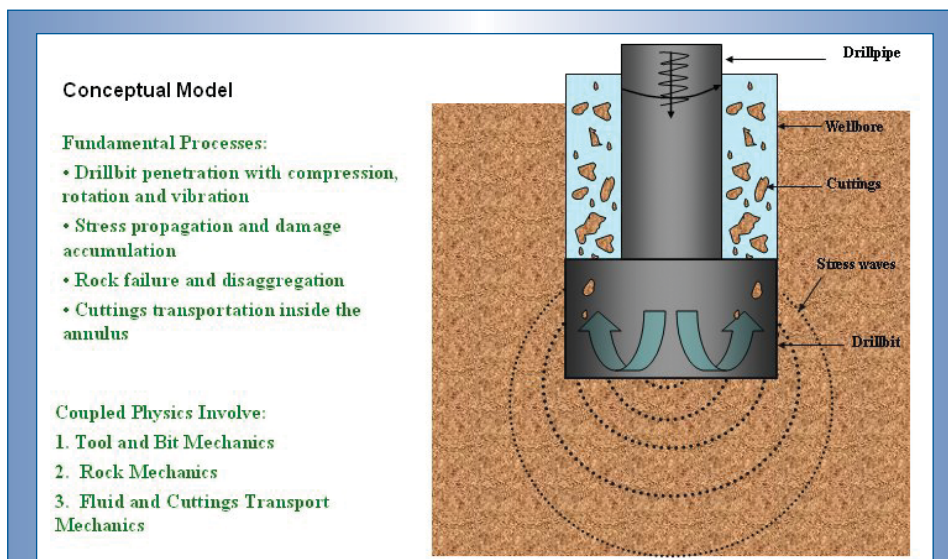 Conceptual Model
Fundamental Processes:
• Drillbit penetration with compression,
rotation and vibration
• Stress propagation and damage
accumulation
• Rock failure and disaggregation
• Cuttings transportation inside the
annulus
Coupled Physics Involve:
1. Tool and Bit Mechanics
2. Rock Mechanics
3. Fluid and Cuttings Transport
Mechanics
Drillpipe
Wellbore
Cuttings
Stress waves
Drillbit